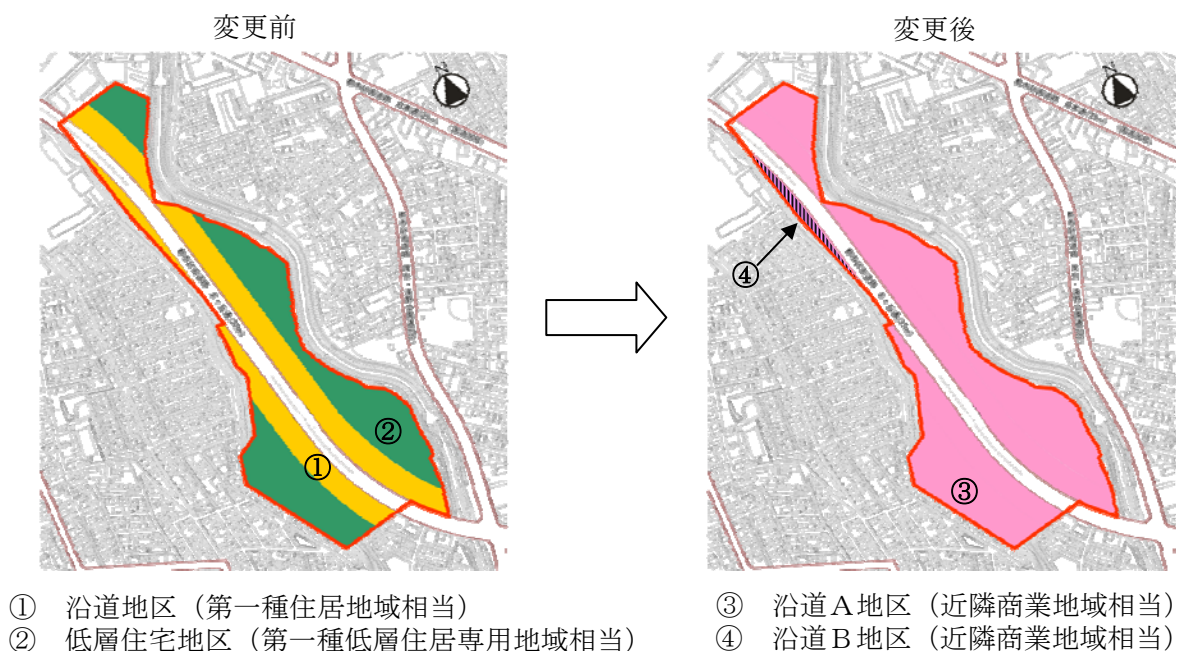 変更前
変更後
N
N
②
①
④
③
① 沿道地区（第一種住居地域相当）
② 低層住宅地区（第一種低層住居専用地域相当）
③ 沿道Ａ地区（近隣商業地域相当）
④ 沿道Ｂ地区（近隣商業地域相当）